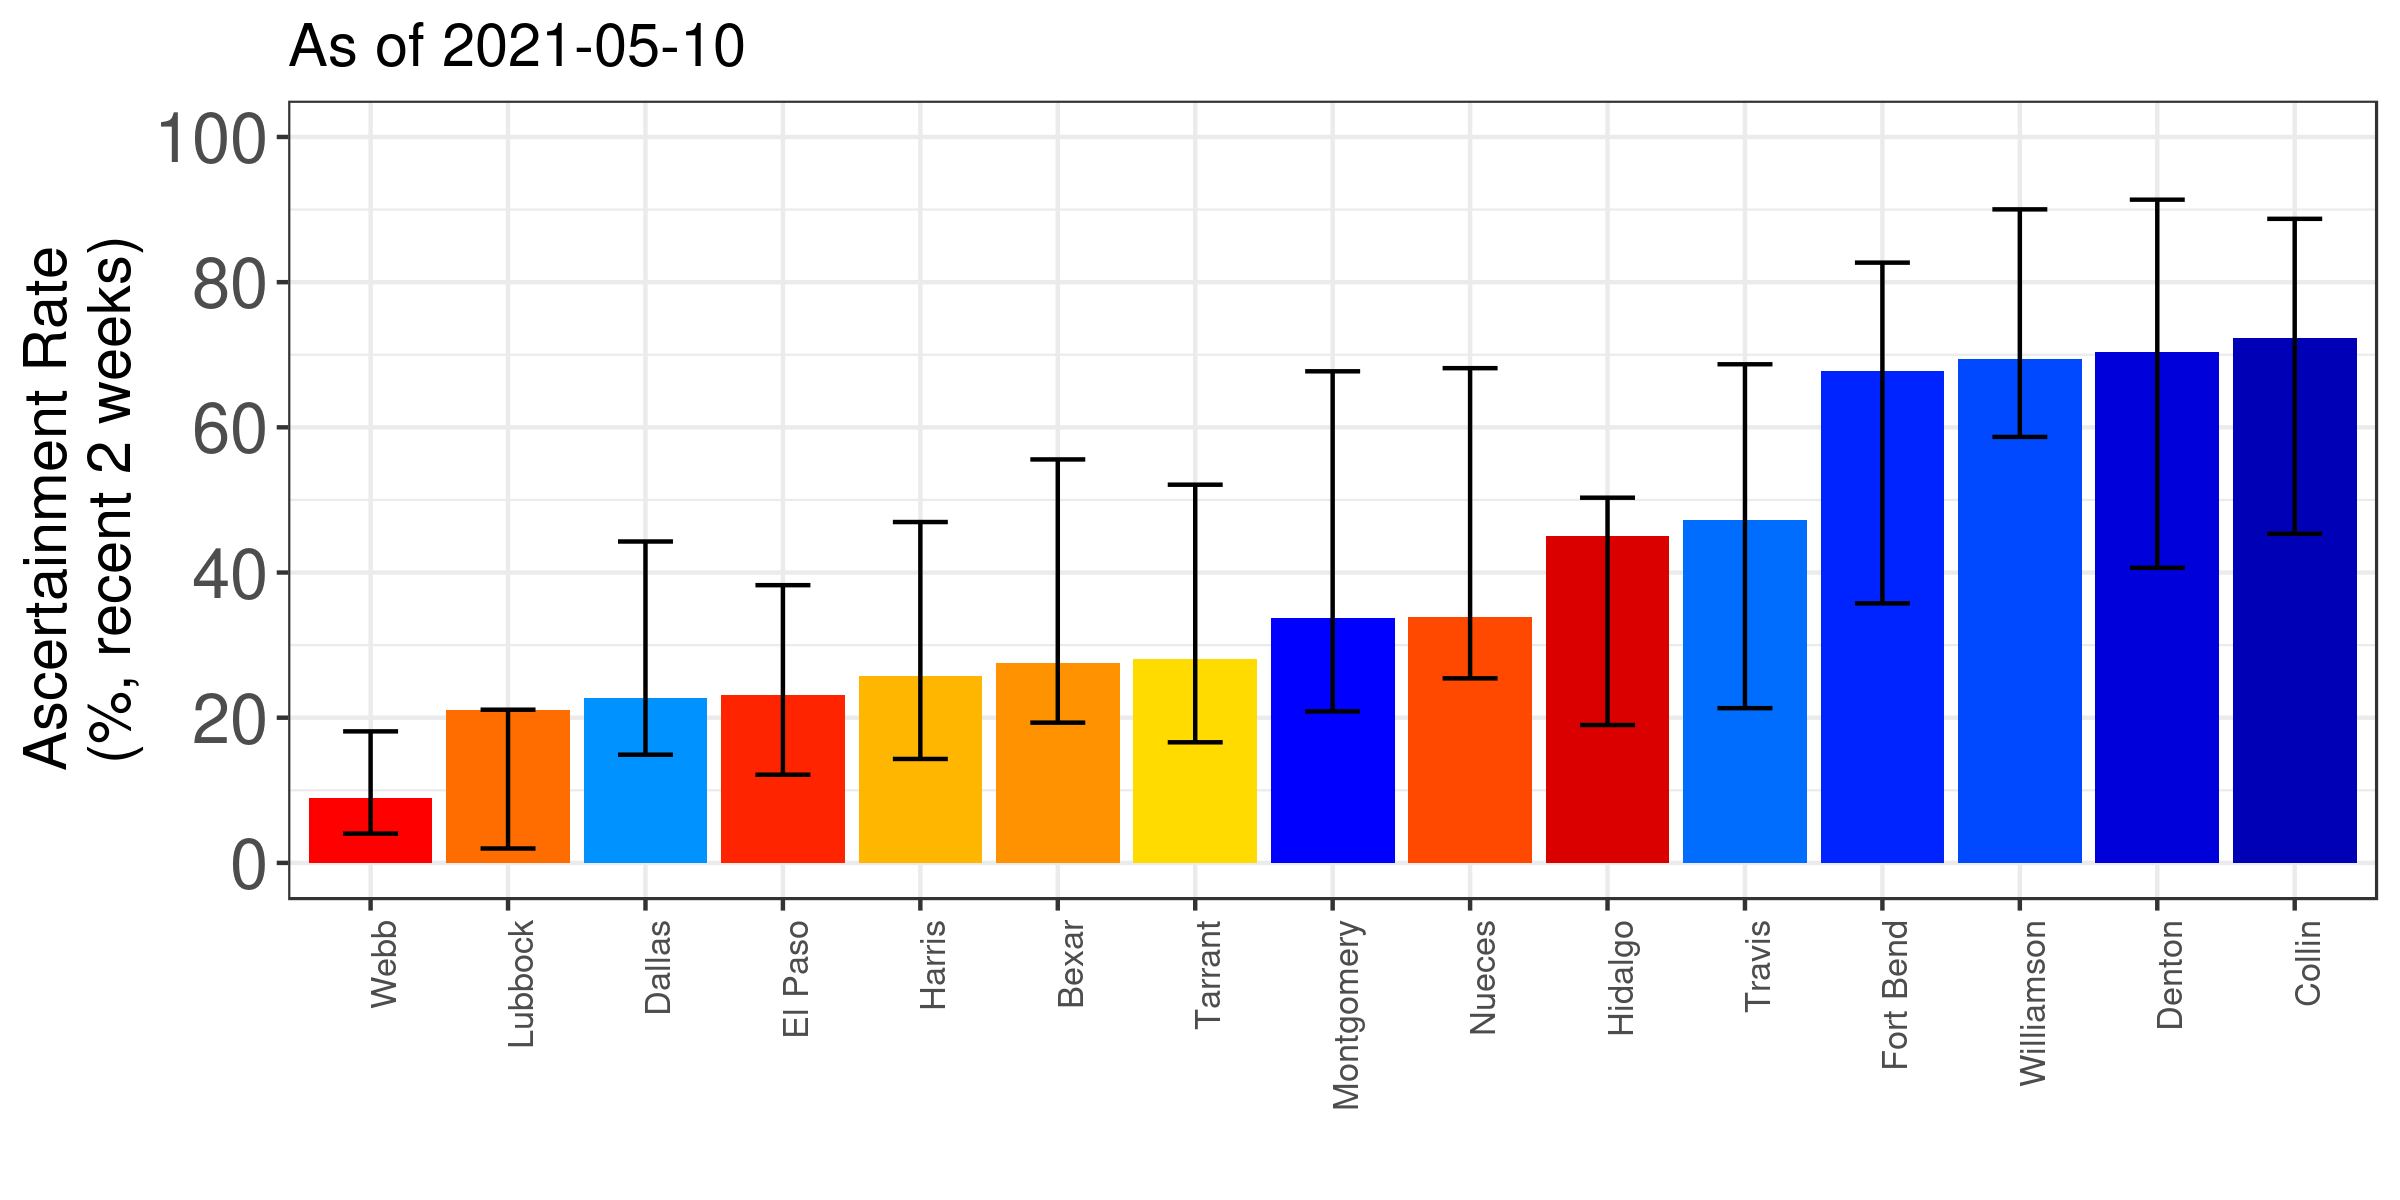 As of 2021-05-10
Ascertainment Rate
(%, recent 2 weeks)
100
80
60
40
20
0
Webb
Lubbock
Dallas
El Paso
Harris
Bexar
Tarrant
Montgomery
Nueces
Hidalgo
Travis
Fort Bend
Williamson
Denton
Collin